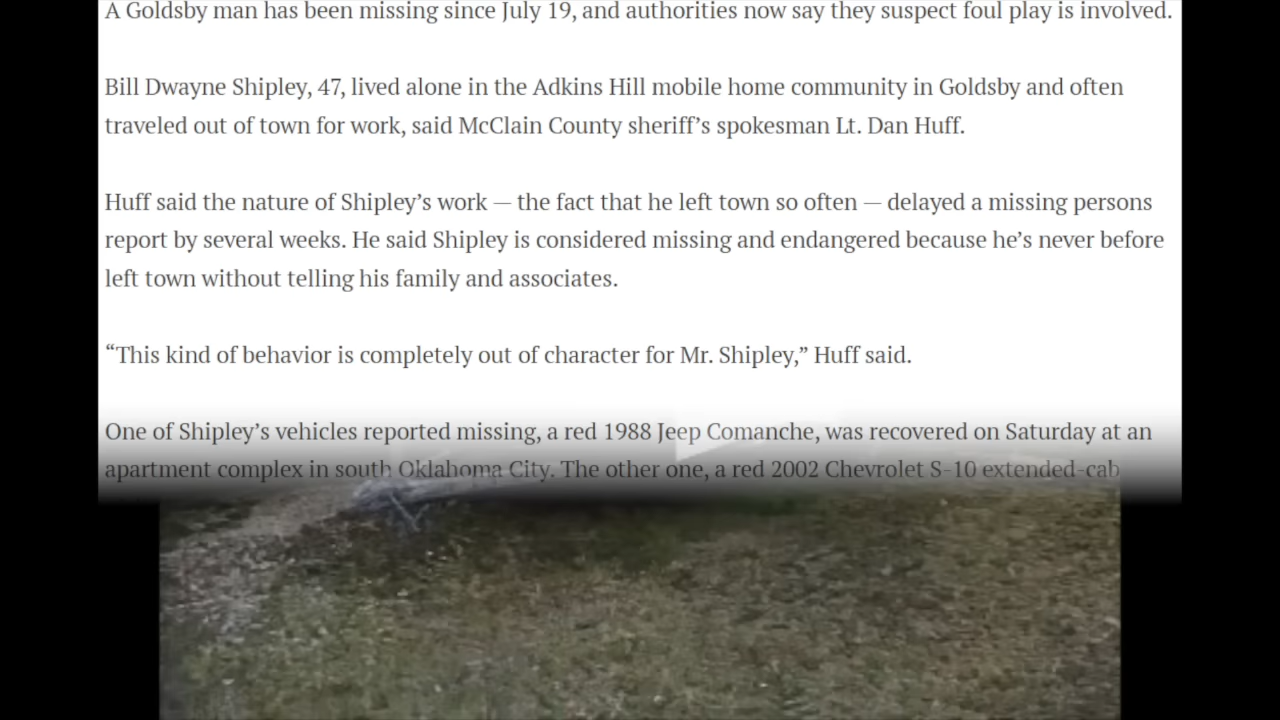 A Goldsby man has been missing since July 19, and authorities now say they suspect foul play is involved.
Bill Dwayne Shipley, 47, lived alone in the Adkins Hill mobile home community in Goldsby and often
traveled out of town for work, said McClain County sheriff’s spokesman Lt. Dan Huff.
Huff said the nature of Shipley’s work — the fact that he left town so often — delayed a missing persons
report by several weeks. He said Shipley is considered missing and endangered because he’s never before
left town without telling his family and associates.
“This kind of behavior is completely out of character for Mr. Shipley,” Huff said.
One of Shipley’s vehicles reported missing, a red 1988 Jeep Comanche, was recovered on Saturday at an
apartment complex in south Oklahoma City. The other one, a red 2002 Chevrolet S-10 extended-cab